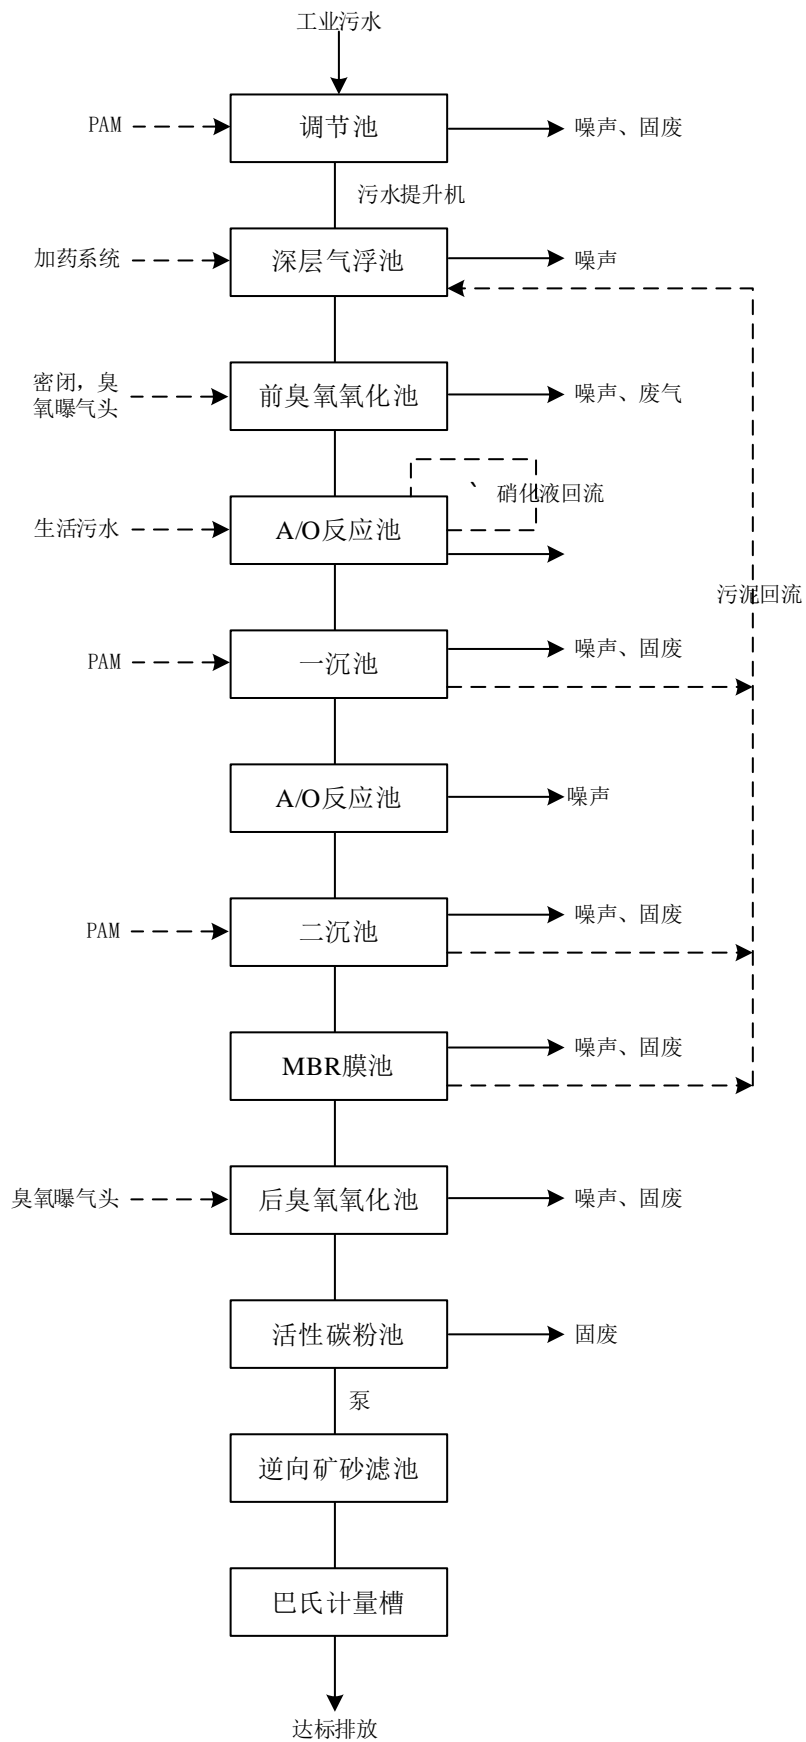 工业污水
PAM
调节池
噪声、固废
污水提升机
加药系统
深层气浮池
噪声
密闭，臭
氧曝气头
前臭氧氧化池
噪声、废气
、
硝化液回流
生活污水
A/O反应池
污泥回流
PAM
一沉池
噪声、固废
A/O反应池
噪声
PAM
二沉池
噪声、固废
MBR膜池
噪声、固废
臭氧曝气头
后臭氧氧化池
噪声、固废
活性碳粉池
固废
泵
逆向矿砂滤池
巴氏计量槽
达标排放